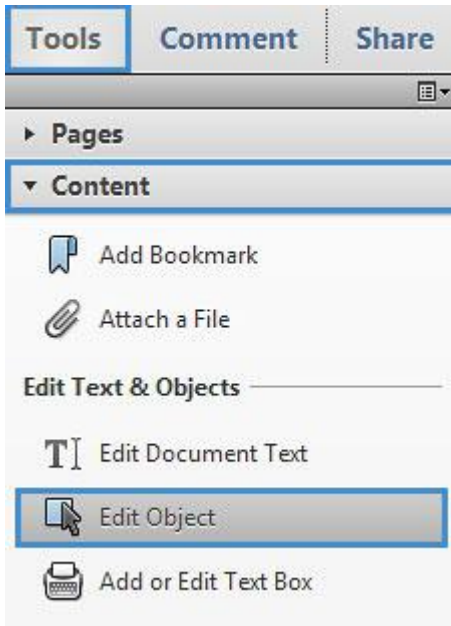 Tools Comment Share
Pages
Content
Add Bookmark
Attach a File
Edit Text & Objects
Edit Document Text
Edit Object
Add or Edit Text Box